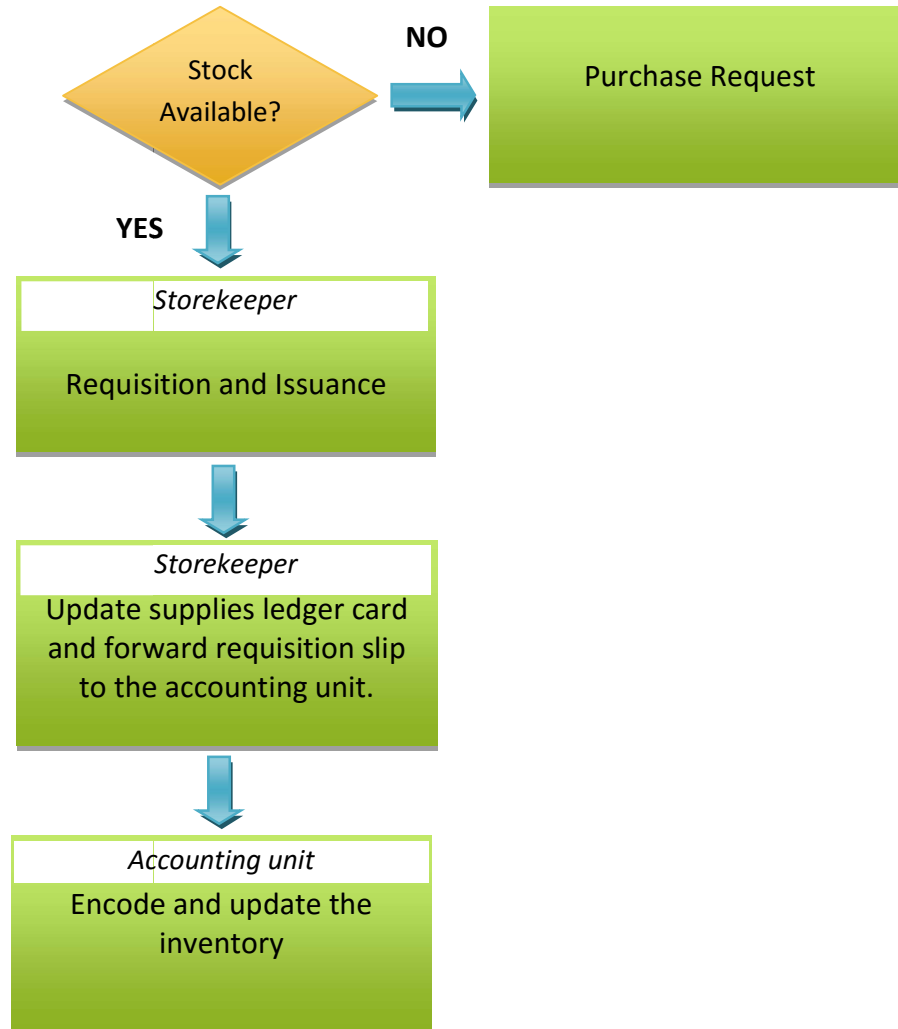 Stock
Available?
NO
Purchase Request
YES
Storekeeper
Requisition and Issuance
Storekeeper
Update supplies ledger card
and forward requisition slip
to the accounting unit.
Accounting unit
Encode and update the
inventory